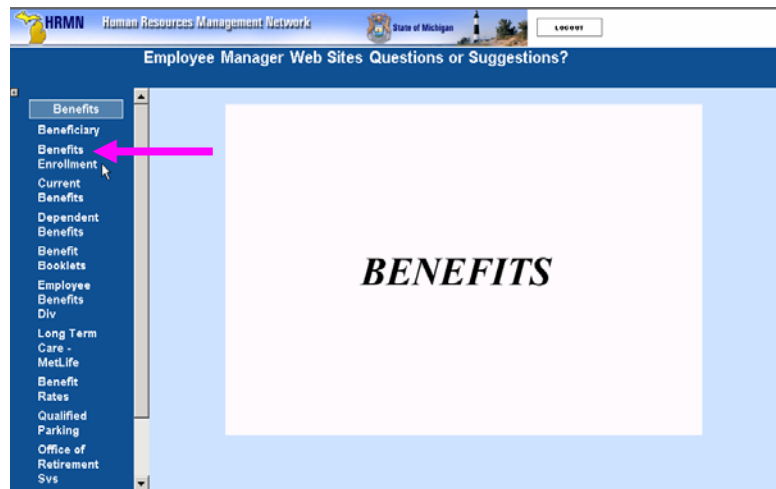 HRMN Human Resources Management Network State of Michigan LOGOUT
Employee Manager Web Sites Questions or Suggestions?
Benefits
Beneficiary
Benefits
Enrollment
Current
Benefits
Dependent
Benefits
Benefit
Booklets
Employee
Benefits
Div
Long Term
Care -
MetLife
Benefit
Rates
Qualified
Parking
Office of
Retirement
Svs
BENEFITS